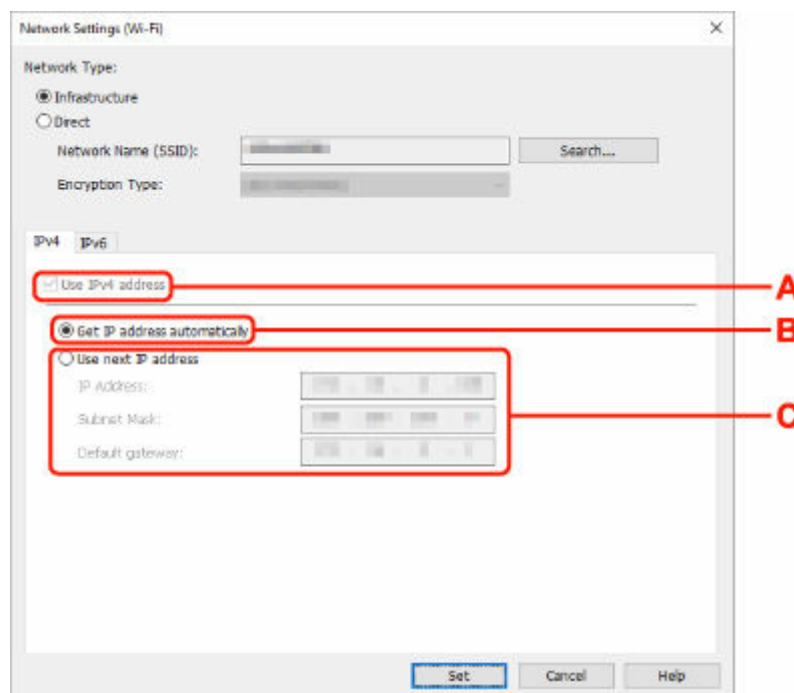 Network Settings (Wi-Fi)
Network Type:
Infrastructure
Direct
Network Name (SSID):
Search...
Encryption Type:
IPv4 IPv6
Use IPv4 address
A
Get IP address automatically
B
Use next IP address
IP Address:
Subnet Mask:
C
Default gateway:
Set Cancel Help